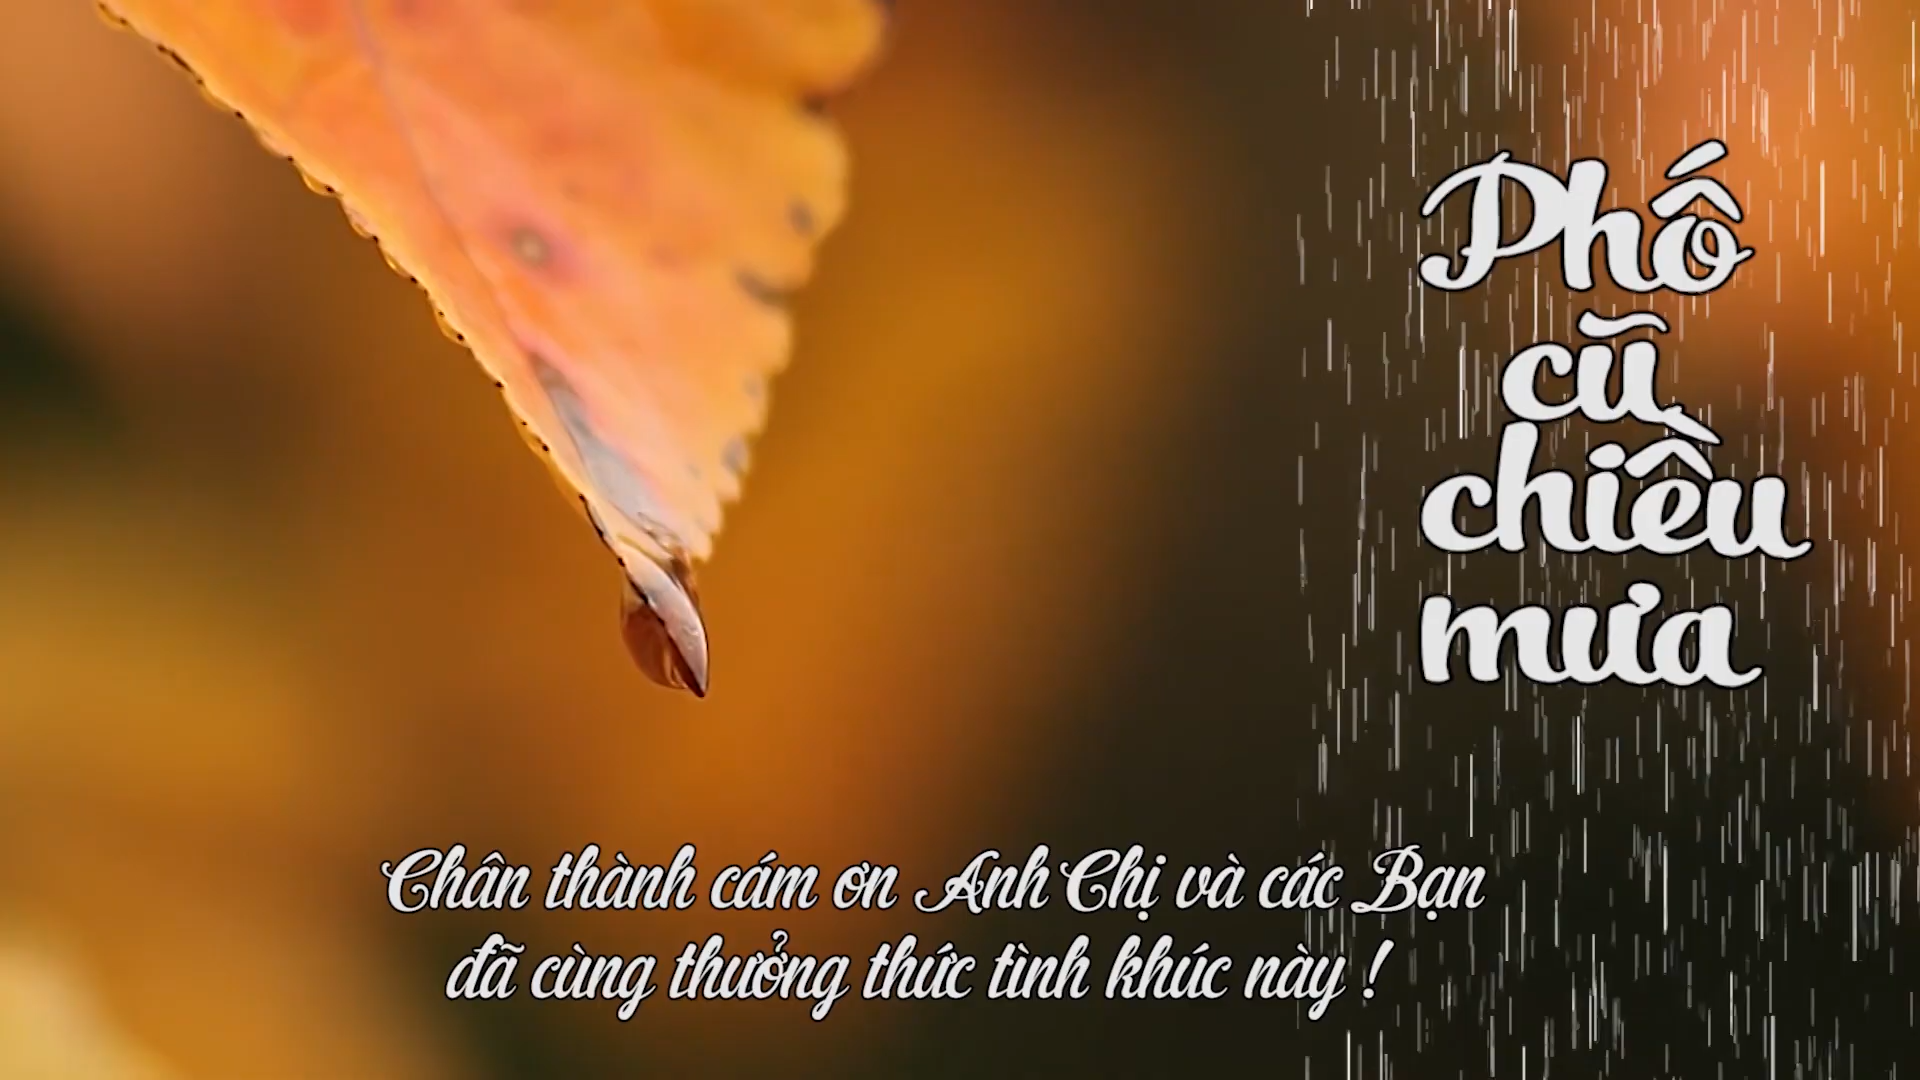 Phố
cũ
chiều
mưa
Chân thành cám ơn Anh Chị và các Bạn
đã cùng thưởng thức tình khúc này !